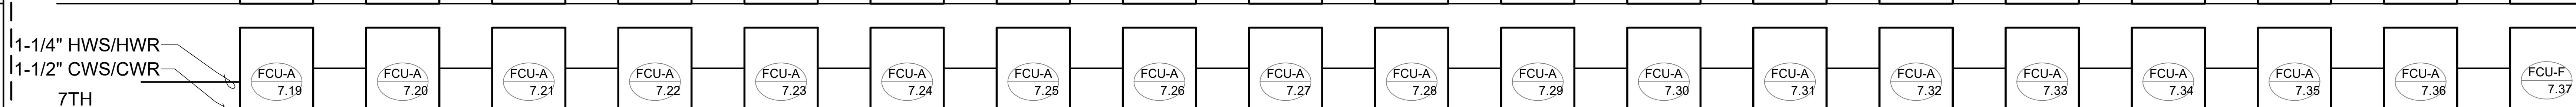 1-1/4" HWS/HWR
1-1/2" CWS/CWR
7TH
FCU-A
7.19
FCU-A
7.20
FCU-A
7.21
FCU-A
7.22
FCU-A
7.23
FCU-A
7.24
FCU-A
7.25
FCU-A
7.26
FCU-A
7.27
FCU-A
7.28
FCU-A
7.29
FCU-A
7.30
FCU-A
7.31
FCU-A
7.32
FCU-A
7.33
FCU-A
7.34
FCU-A
7.35
FCU-A
7.36
FCU-F
7.37